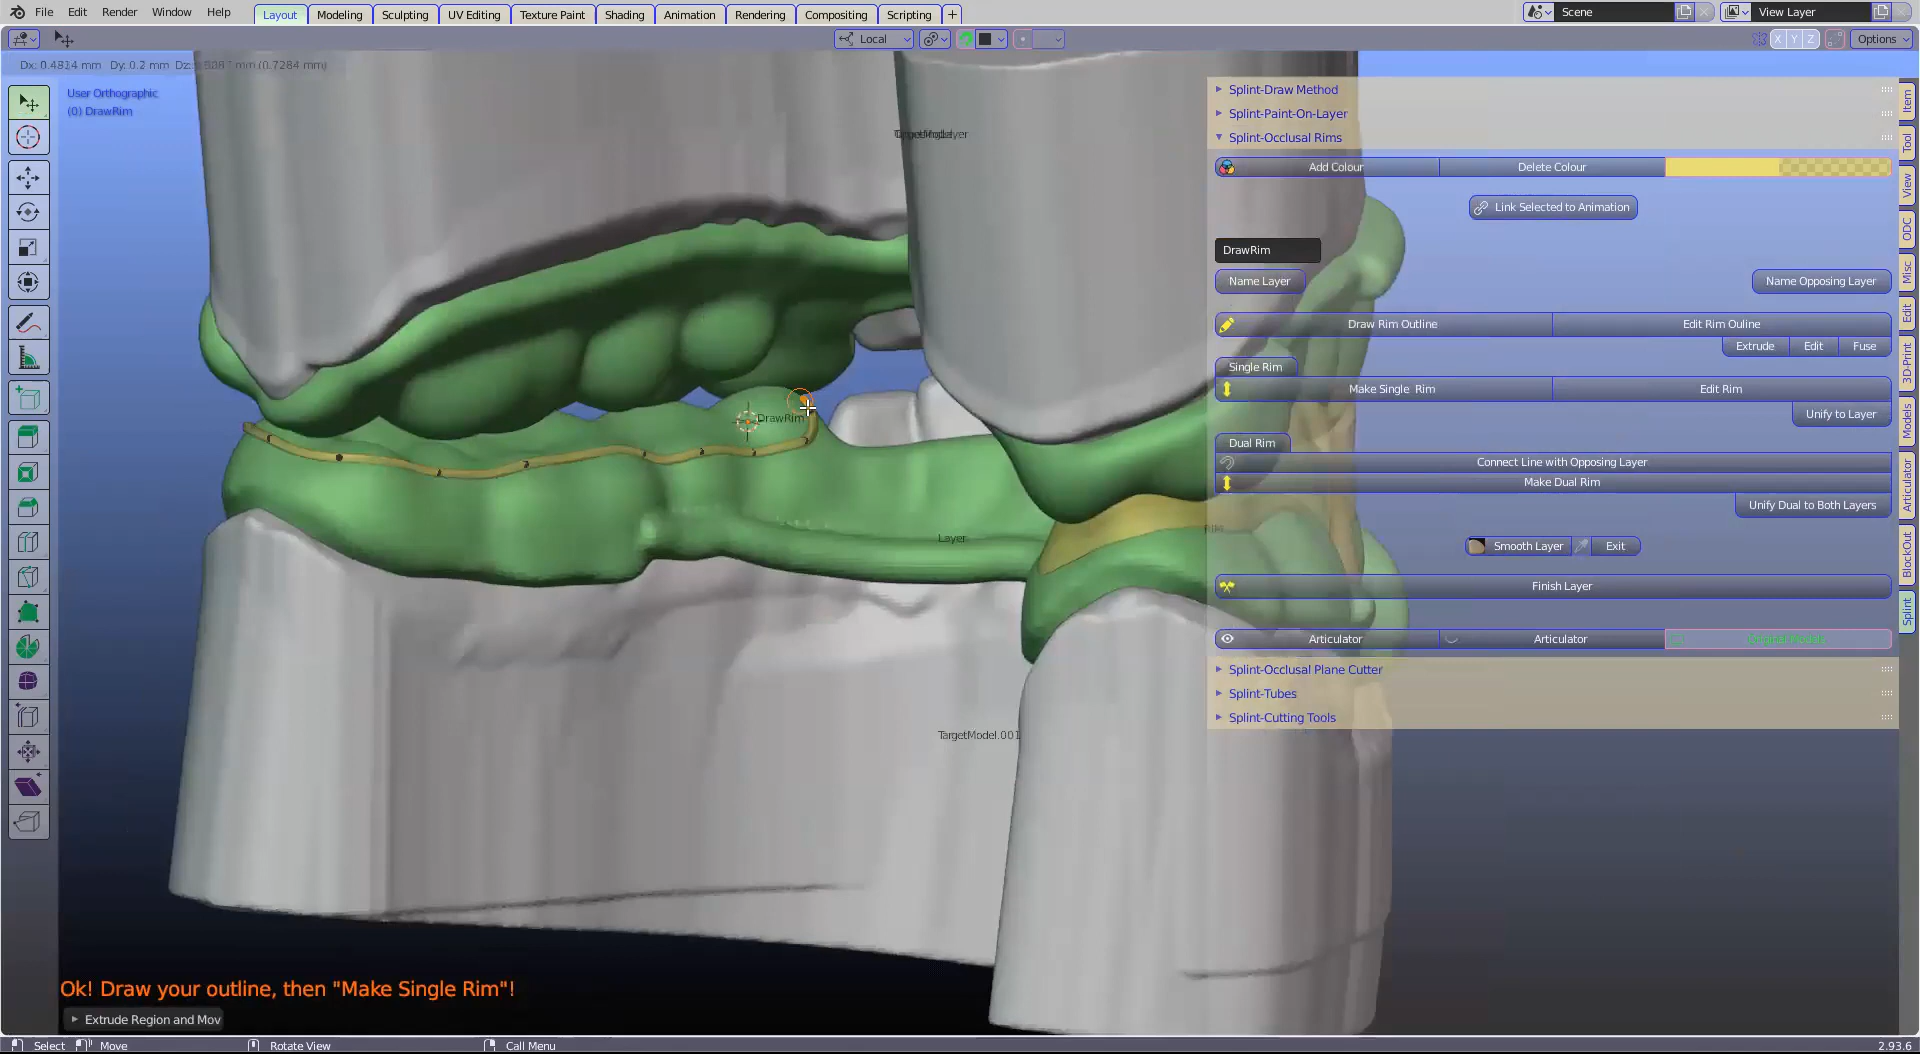 File Edit Render Window Help Layout Modeling Sculpting UV Editing Texture Paint Shading Animation Rendering Compositing Scripting + Scene View Layer
Local X Y Z Options
Dy: 0.2 mm (0.7284 mm)
User Orthographic
(0) DrawRim
Splint-Draw Method
Splint-Paint-On-Layer
Splint-Occlusal Rims
Add Colour Delete Colour
Link Selected to Animation
DrawRim
Name Layer Name Opposing Layer
Draw Rim Outline Edit Rim Ouline
Extrude Edit Fuse
Single Rim
Make Single Rim Edit Rim
Unify to Layer
Dual Rim
Connect Line with Opposing Layer
Make Dual Rim
Unify Dual to Both Layers
Smooth Layer Exit
Finish Layer
Articulator Articulator
Splint-Occlusal Plane Cutter
Splint-Tubes
Splint-Cutting Tools
Item
Tool
View
ODC
Misc
Edit
3D-Print
Models
Articulator
BlockOut
Splint
DrawRim
Layer
TargetModel.001
Ok! Draw your outline, then "Make Single Rim"!
Extrude Region and Mov
Select Move Rotate View Call Menu 2.93.6